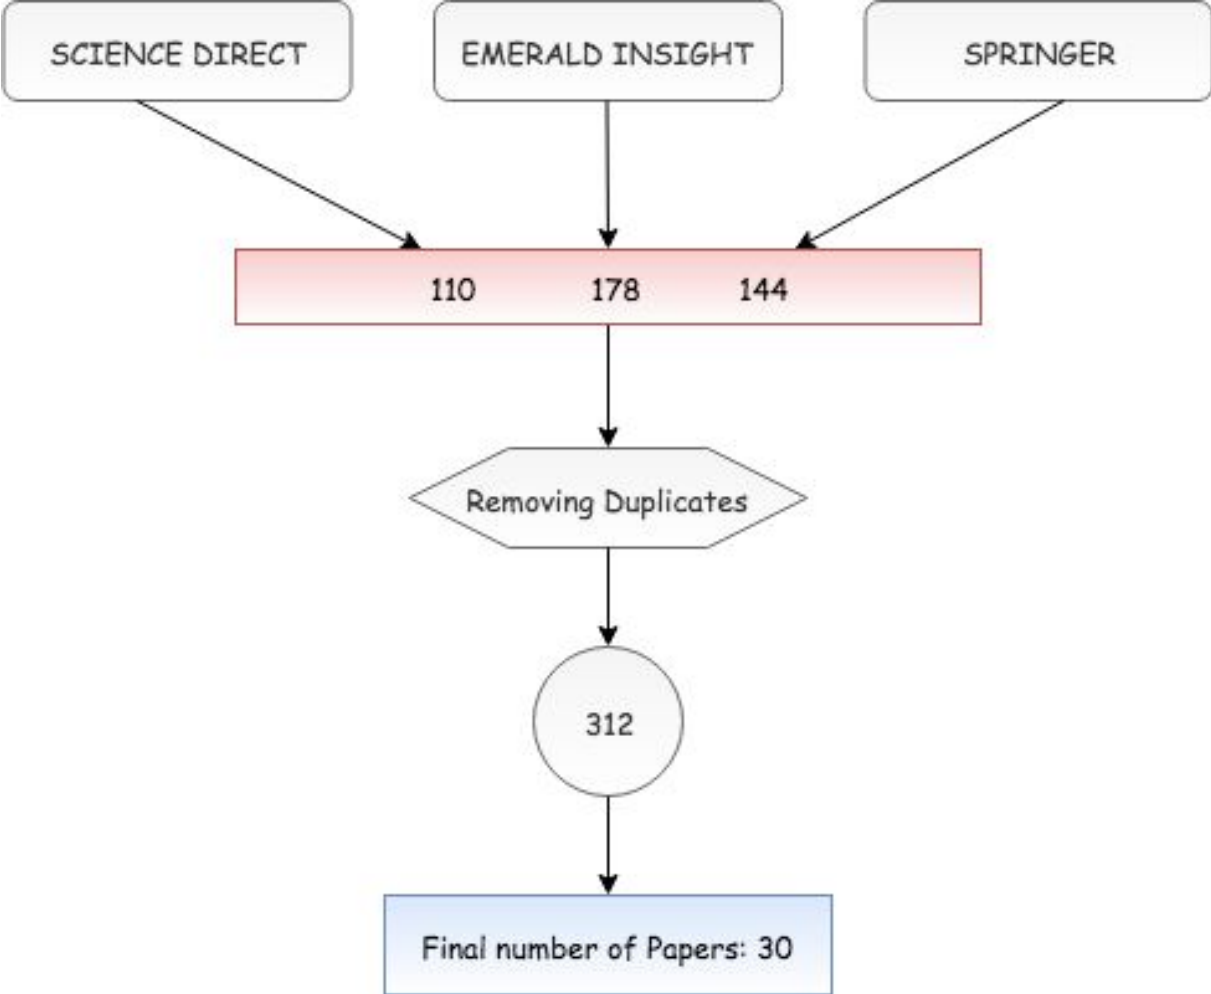 SCIENCE DIRECT
EMERALD INSIGHT
SPRINGER
110 178 144
Removing Duplicates
312
Final number of Papers: 30